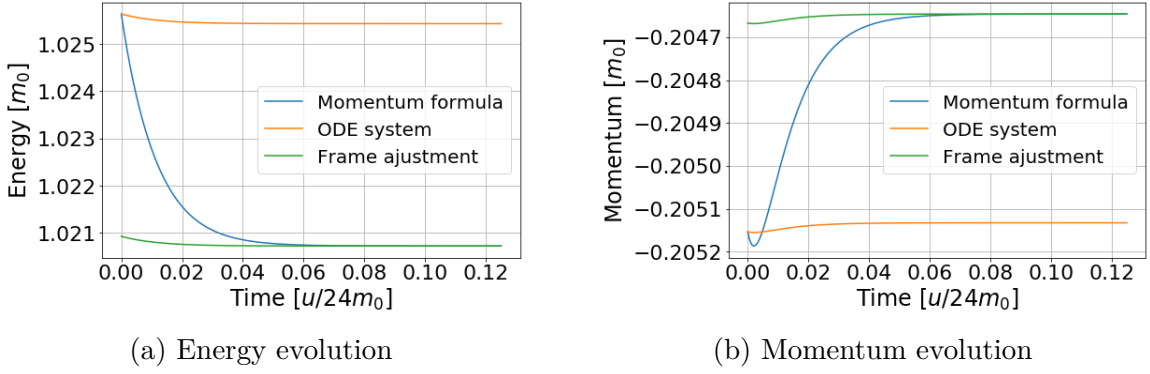 Energy [m₀]
1.025
1.024
1.023
1.022
1.021
Momentum formula
ODE system
Frame ajustment
0.00 0.02 0.04 0.06 0.08 0.10 0.12
Time [u/24m₀]
(a) Energy evolution
Momentum [m₀]
−0.2047
−0.2048
−0.2049
−0.2050
−0.2051
−0.2052
Momentum formula
ODE system
Frame ajustment
0.00 0.02 0.04 0.06 0.08 0.10 0.12
Time [u/24m₀]
(b) Momentum evolution